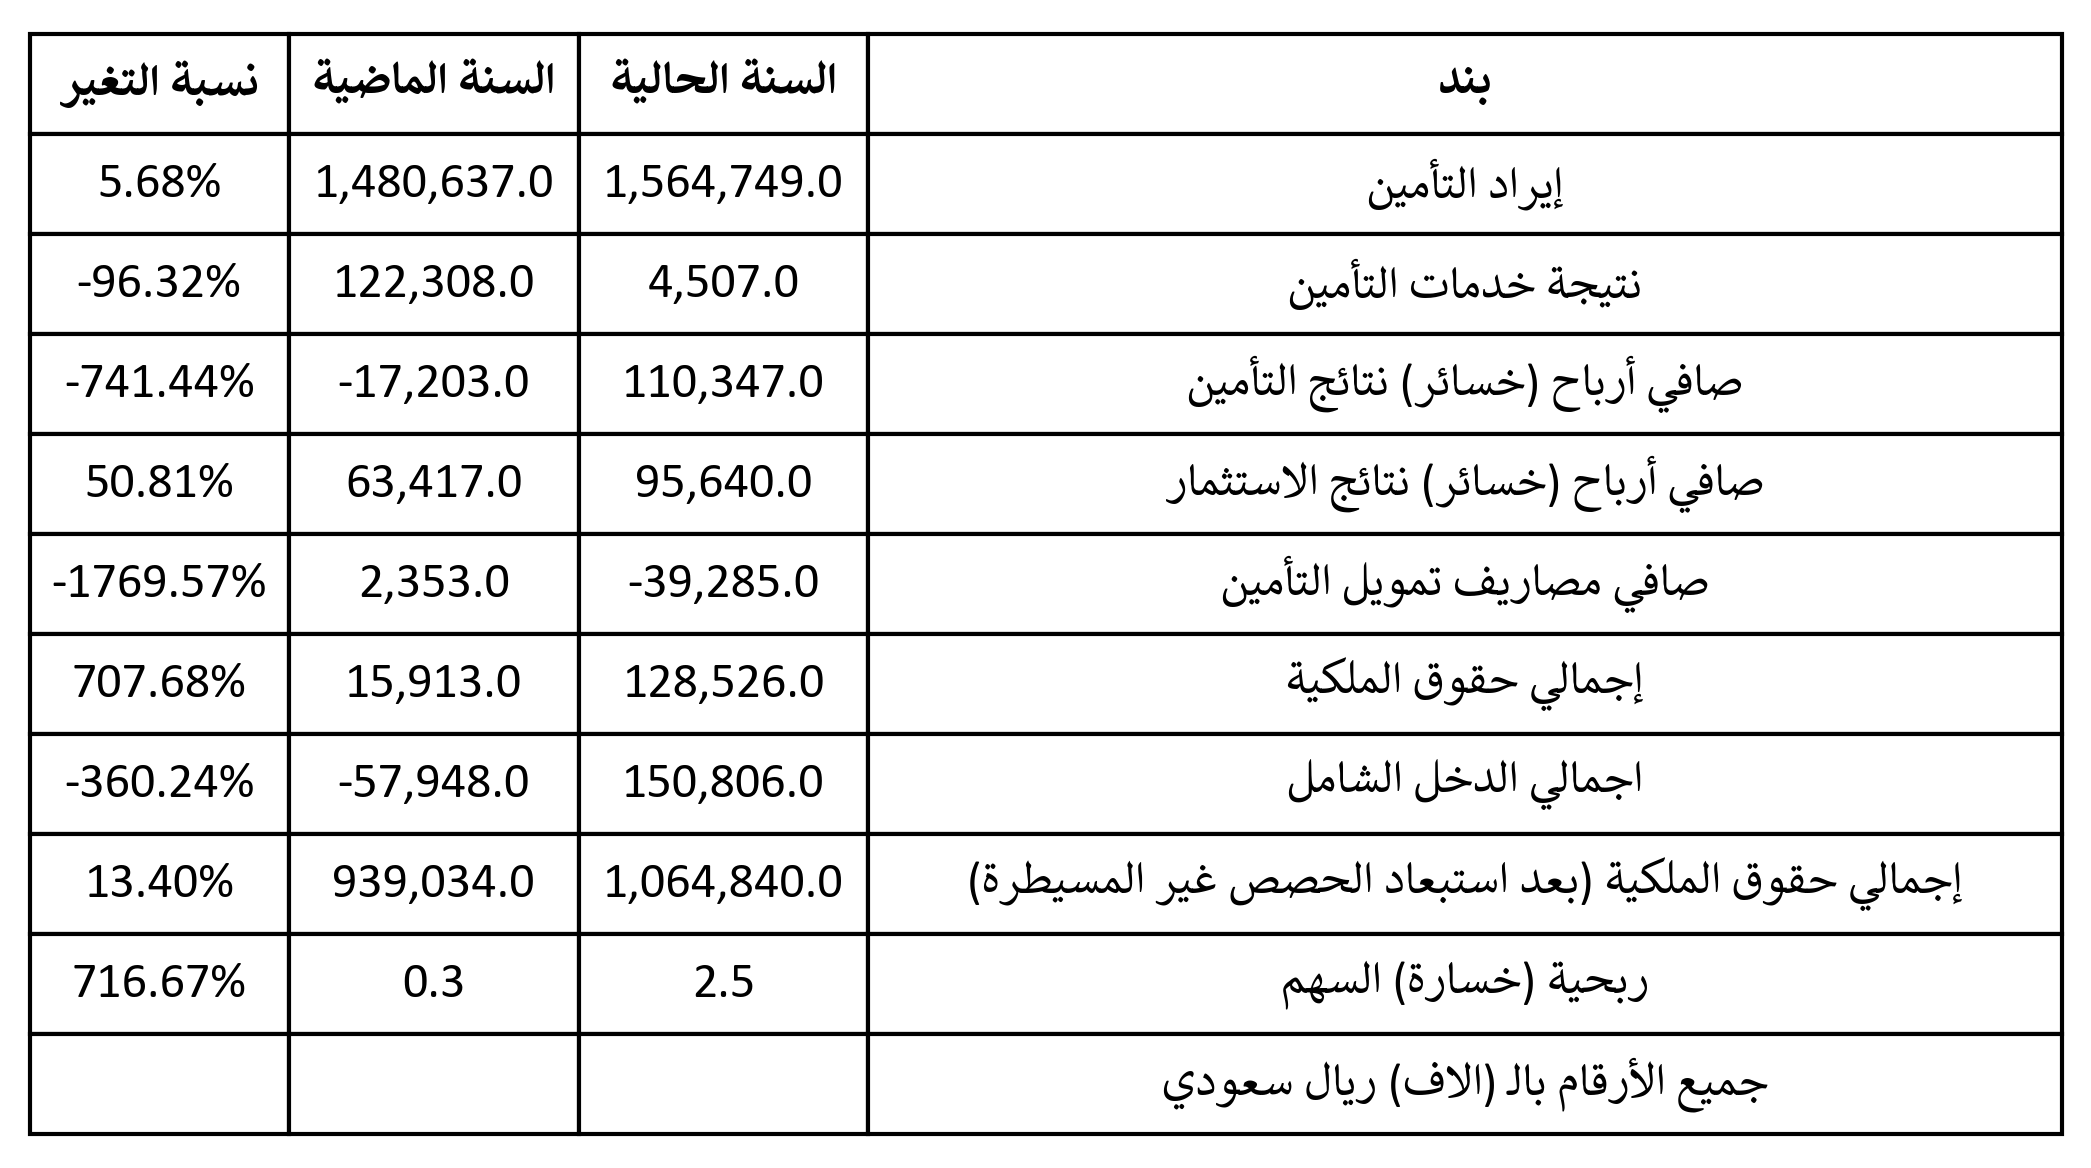 بند السنة الحالية السنة الماضية نسبة التغير
إيراد التأمين 1,564,749.0 1,480,637.0 5.68%
نتيجة خدمات التأمين 4,507.0 122,308.0 -96.32%
صافي أرباح (خسائر) نتائج التأمين 110,347.0 -17,203.0 -741.44%
صافي أرباح (خسائر) نتائج الاستثمار 95,640.0 63,417.0 50.81%
صافي مصاريف تمويل التأمين -39,285.0 2,353.0 -1769.57%
إجمالي حقوق الملكية 128,526.0 15,913.0 707.68%
اجمالي الدخل الشامل 150,806.0 -57,948.0 -360.24%
إجمالي حقوق الملكية (بعد استبعاد الحصص غير المسيطرة) 1,064,840.0 939,034.0 13.40%
ربحية (خسارة) السهم 2.5 0.3 716.67%
جميع الأرقام بالـ (الاف) ريال سعودي